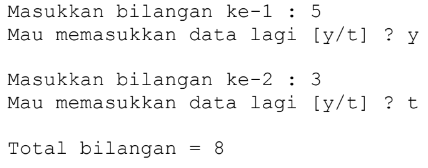 Masukkan bilangan ke-1 : 5
Mau memasukkan data lagi [y/t] ? y
Masukkan bilangan ke-2 : 3
Mau memasukkan data lagi [y/t] ? t
Total bilangan = 8